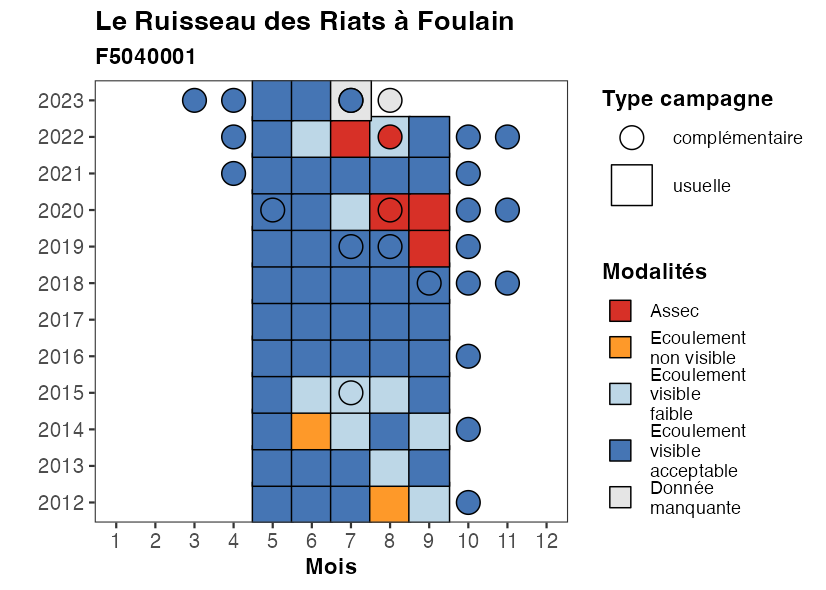 Le Ruisseau des Riats à Foulain
F5040001
2023
2022
2021
2020
2019
2018
2017
2016
2015
2014
2013
2012
1 2 3 4 5 6 7 8 9 10 11 12
Mois
Type campagne
complémentaire
usuelle
Modalités
Assec
Ecoulement
non visible
Ecoulement
visible
faible
Ecoulement
visible
acceptable
Donnée
manquante